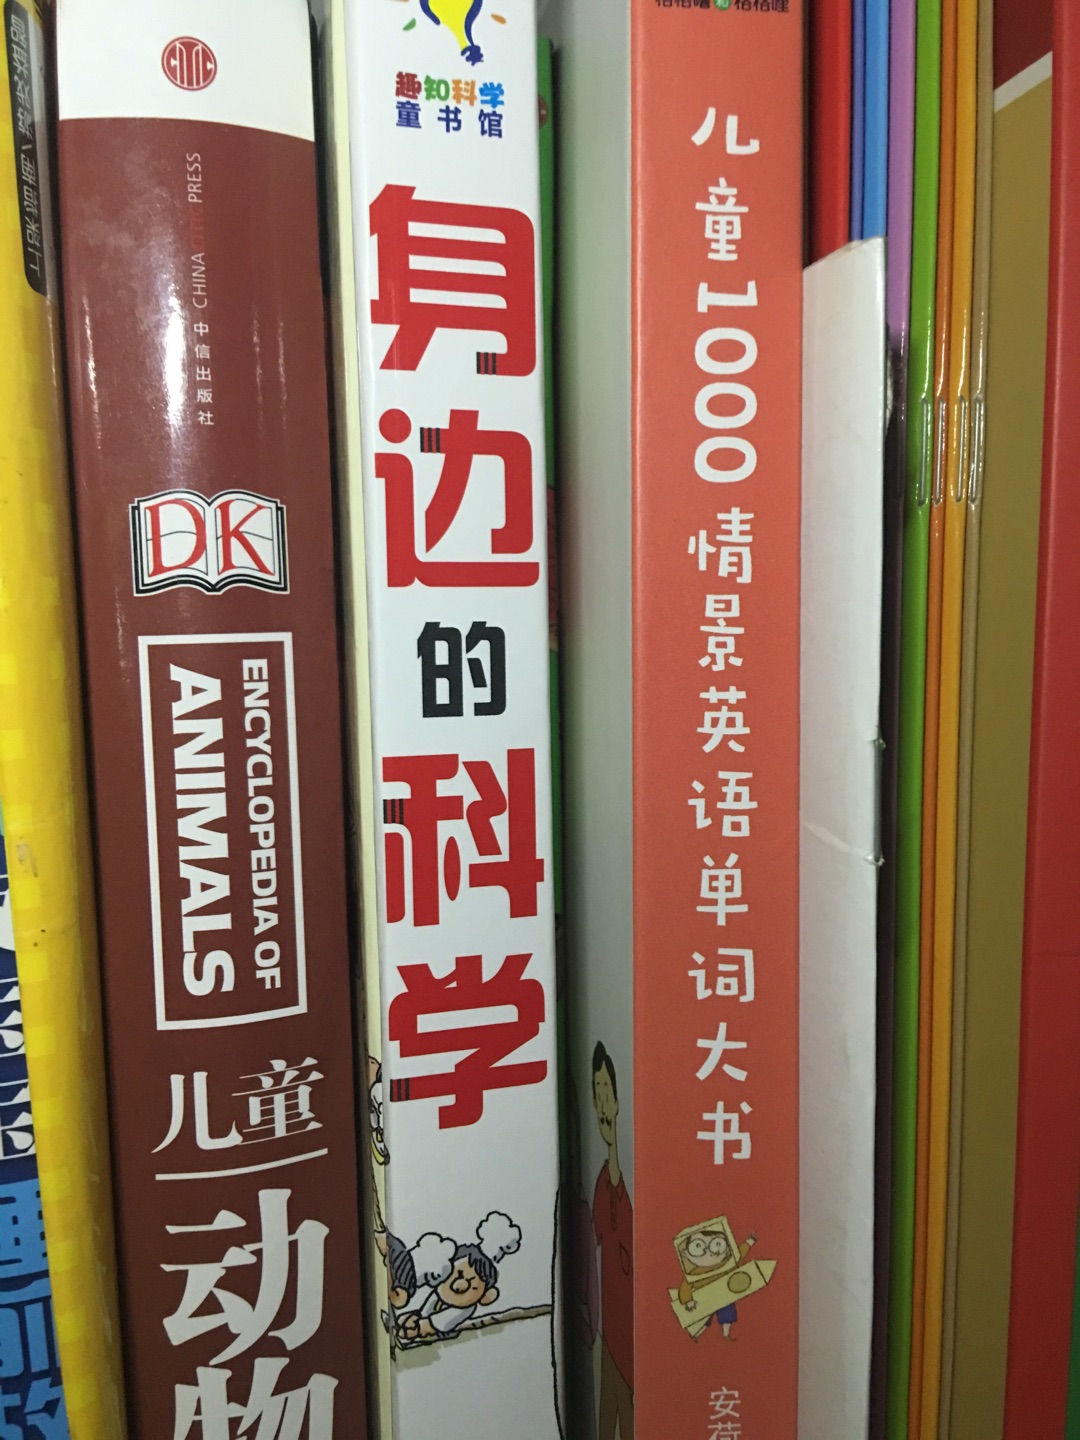 中信出版社
CHINA CITIC PRESS
DK
ENCYCLOPEDIA OF
ANIMALS
儿童
动物
趣知科学
童书馆
身边的科学
儿童1000情景英语单词大书
安荷